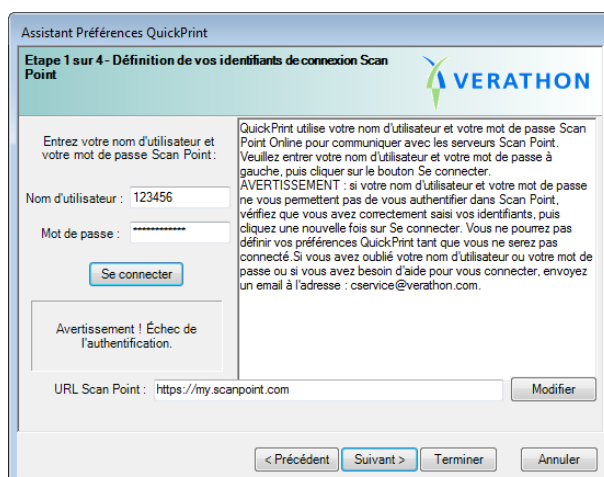 Assistant Préférences QuickPrint
Etape 1 sur 4 - Définition de vos identifiants de connexion Scan
Point
VERATHON
Entrez votre nom d'utilisateur et
votre mot de passe Scan Point :
Nom d'utilisateur : 123456
Mot de passe : ************
Se connecter
Avertissement ! Échec de
l'authentification.
QuickPrint utilise votre nom d'utilisateur et votre mot de passe Scan
Point Online pour communiquer avec les serveurs Scan Point.
Veuillez entrer votre nom d'utilisateur et votre mot de passe à
gauche, puis cliquer sur le bouton Se connecter.
AVERTISSEMENT : si votre nom d'utilisateur et votre mot de passe
ne vous permettent pas de vous authentifier dans Scan Point,
vérifiez que vous avez correctement saisi vos identifiants, puis
cliquez une nouvelle fois sur Se connecter. Vous ne pourrez pas
définir vos préférences QuickPrint tant que vous ne serez pas
connecté.Si vous avez oublié votre nom d'utilisateur ou votre mot de
passe ou si vous avez besoin d'aide pour vous connecter, envoyez
un email à l'adresse : cservice@verathon.com.
URL Scan Point : https://my.scanpoint.com Modifier
< Précédent Suivant > Terminer Annuler